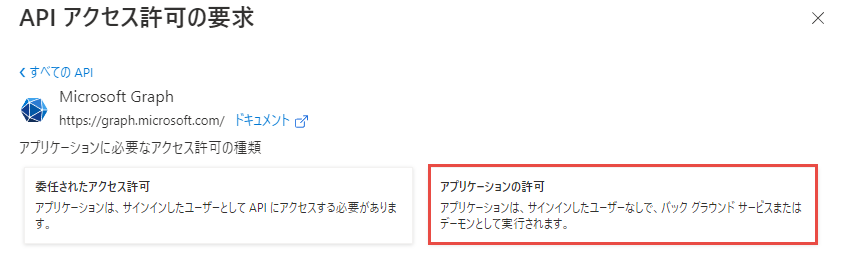 API アクセス許可の要求
すべての API
Microsoft Graph
https://graph.microsoft.com/ ドキュメント
アプリケーションに必要なアクセス許可の種類
委任されたアクセス許可
アプリケーションは、サインインしたユーザーとして API にアクセスする必要がありま
す。
アプリケーションの許可
アプリケーションは、サインインしたユーザーなしで、バック グラウンド サービスまたは
デーモンとして実行されます。